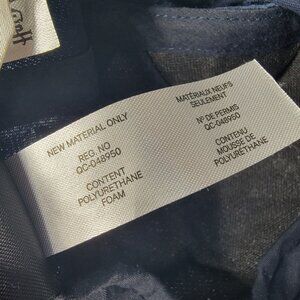 NEW MATERIAL ONLY
REG. NO
QC-048950
CONTENT
POLYURETHANE
FOAM
MATÉRIAUX NEUFS
SEULEMENT
Nº DE PERMIS
QC-048950
CONTENU
MOUSSE DE
POLYURÉTHANE